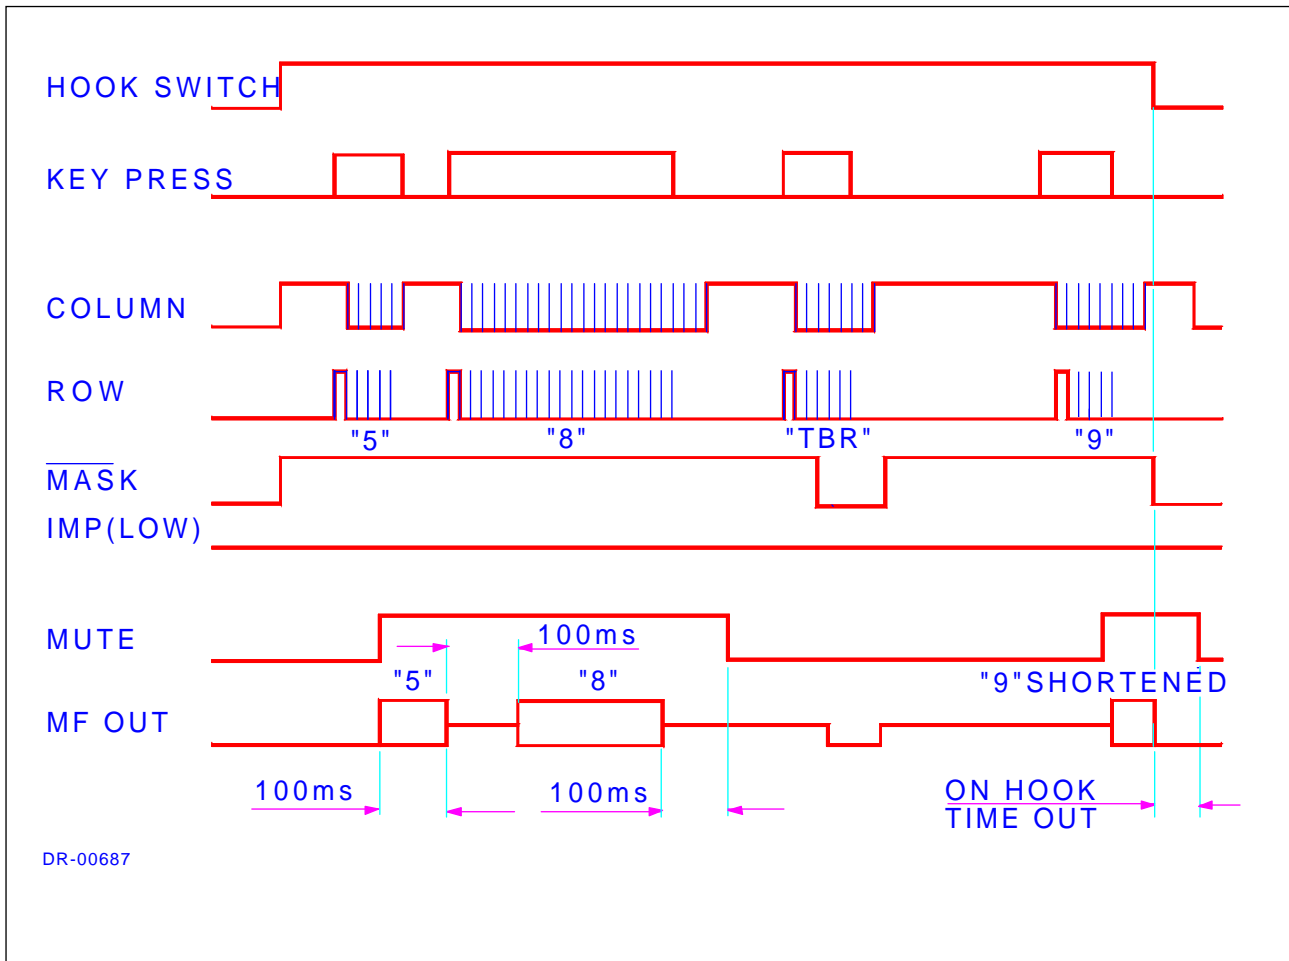 HOOK SWITCH
KEY PRESS
COLUMN
ROW
"5" "8" "TBR" "9"
MASK
IMP(LOW)
MUTE
100ms
"5" "8" "9"SHORTENED
MF OUT
100ms 100ms ON HOOK
TIME OUT
DR-00687